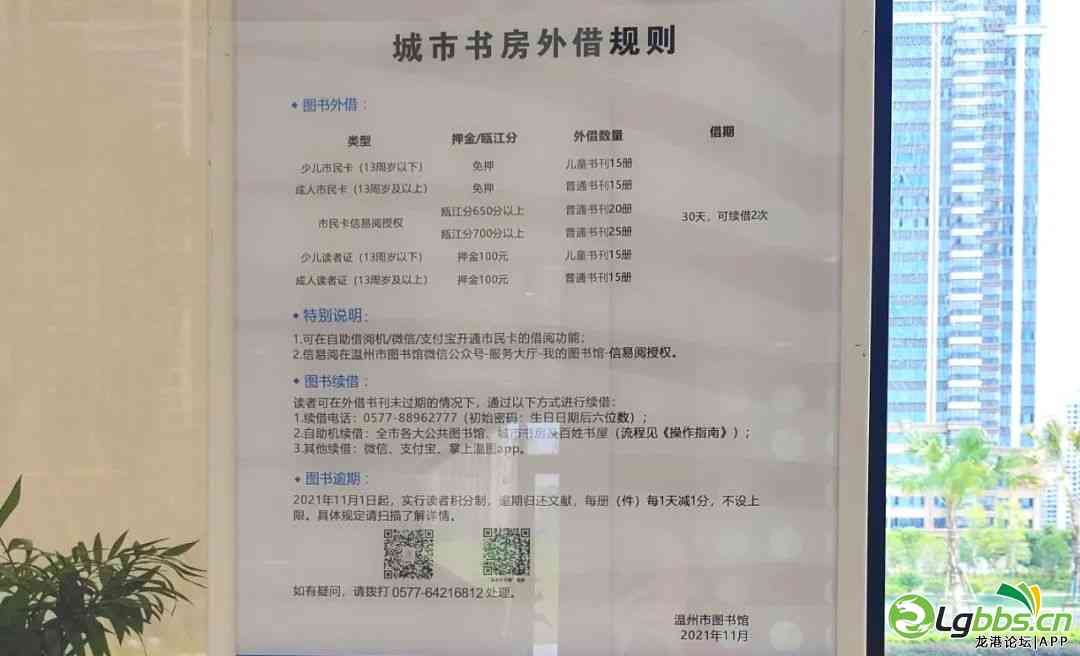 城市书房外借规则
图书外借：
类型 押金/瓯江分 外借数量 借期
少儿市民卡（13周岁以下） 免押 儿童书刊15册
成人市民卡（13周岁及以上） 免押 普通书刊15册
瓯江分650分以上 普通书刊20册
市民卡信易阅授权 30天，可续借2次
瓯江分700分以上 普通书刊25册
少儿读者证（13周岁以下） 押金100元 儿童书刊15册
成人读者证（13周岁及以上） 押金100元 普通书刊15册
特别说明：
1.可在自助借阅机/微信/支付宝开通市民卡的借阅功能；
2.信易阅在温州市图书馆微信公众号-服务大厅-我的图书馆-信易阅授权。
图书续借：
读者可在外借书刊未过期的情况下，通过以下方式进行续借：
1.续借电话：0577-88962777（初始密码：生日日期后六位数）；
2.自助机续借：全市各大公共图书馆、城市书房及百姓书屋（流程见《操作指南》）；
3.其他续借：微信、支付宝、掌上温图app。
图书逾期：
2021年11月1日起，实行读者积分制，逾期归还文献，每册（件）每1天减1分，不设上
限。具体规定请扫描了解详情。
如有疑问，请拨打0577-64216812处理。
温州市图书馆
2021年11月
Lgbbs.cn
龙港论坛|APP